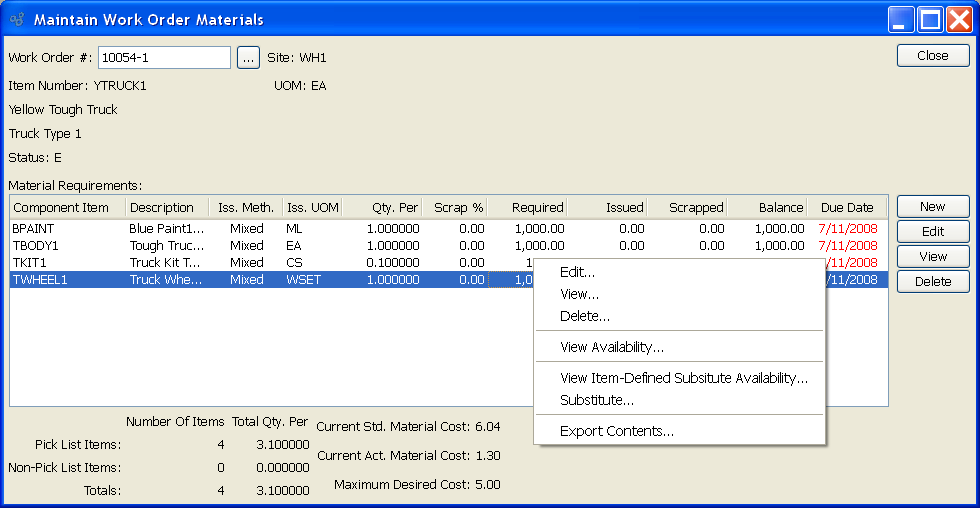 Maintain Work Order Materials
Work Order #: 10054-1 ... Site: WH1 Close
Item Number: YTRUCK1 UOM: EA
Yellow Tough Truck
Truck Type 1
Status: E
Material Requirements:
Component Item Description Iss. Meth. Iss. UOM Qty. Per Scrap % Required Issued Scrapped Balance Due Date New
BPAINT Blue Paint1... Mixed ML 1.000000 0.00 1,000.00 0.00 0.00 1,000.00 7/11/2008
TBODY1 Tough Truc... Mixed EA 1.000000 0.00 1,000.00 0.00 0.00 1,000.00 7/11/2008 Edit
TKIT1 Truck Kit T... Mixed CS 0.100000 0.00 1 7/11/2008 View
TWHEEL1 Truck Whe... Mixed WSET 1.000000 0.00 1,0 /11/2008 Delete
Edit...
View...
Delete...
View Availability...
View Item-Defined Subsitute Availability...
Substitute...
Export Contents...
Number Of Items Total Qty. Per Current Std. Material Cost: 6.04
Pick List Items: 4 3.100000
Current Act. Material Cost: 1.30
Non-Pick List Items: 0 0.000000
Maximum Desired Cost: 5.00
Totals: 4 3.100000